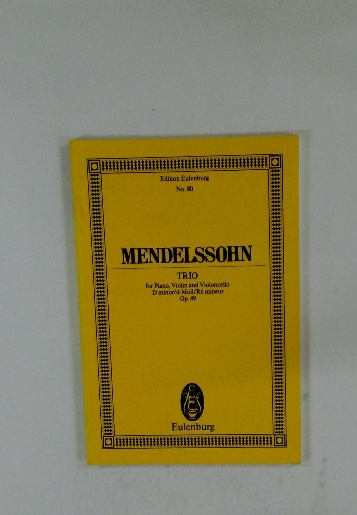 Edition Eulenburg
No. 80
MENDELSSOHN
TRIO
for Piano, Violin and Violoncello
D minor/d-Moll/Ré mineur
Op. 49
Eulenburg